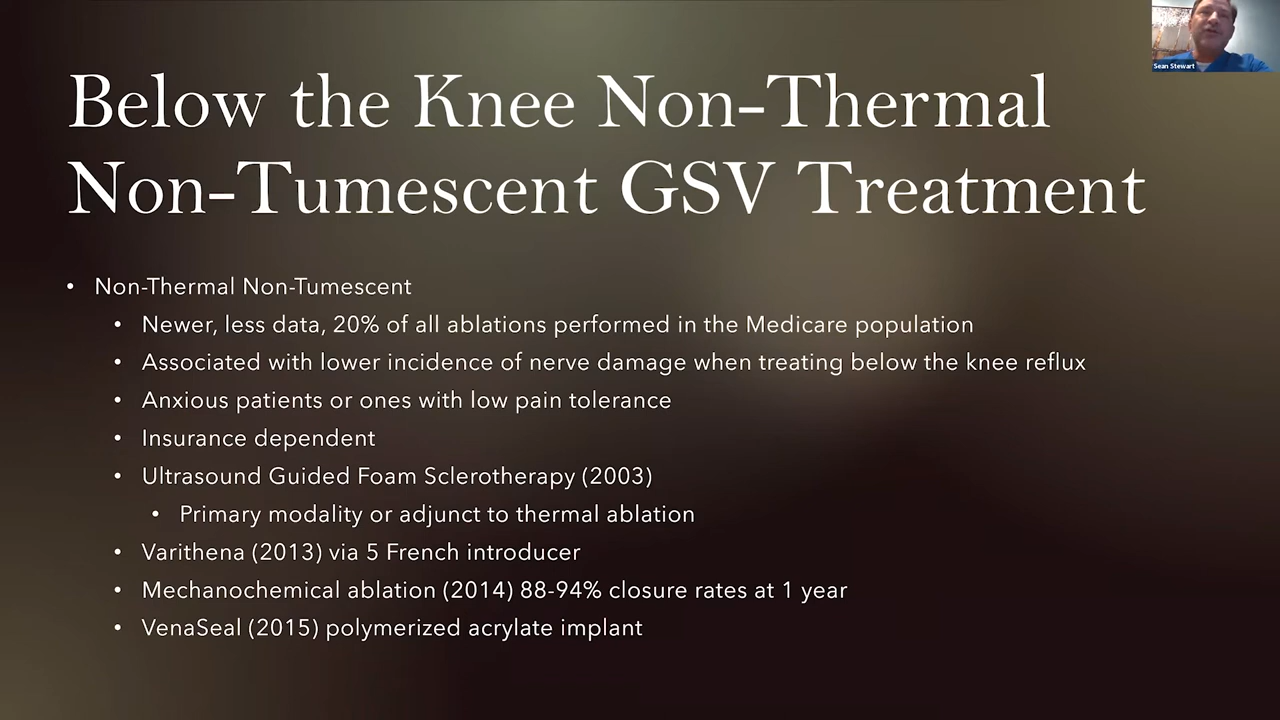 Sean Stewart
Below the Knee Non-Thermal
Non-Tumescent GSV Treatment
• Non-Thermal Non-Tumescent
• Newer, less data, 20% of all ablations performed in the Medicare population
• Associated with lower incidence of nerve damage when treating below the knee reflux
• Anxious patients or ones with low pain tolerance
• Insurance dependent
• Ultrasound Guided Foam Sclerotherapy (2003)
• Primary modality or adjunct to thermal ablation
• Varithena (2013) via 5 French introducer
• Mechanochemical ablation (2014) 88-94% closure rates at 1 year
• VenaSeal (2015) polymerized acrylate implant